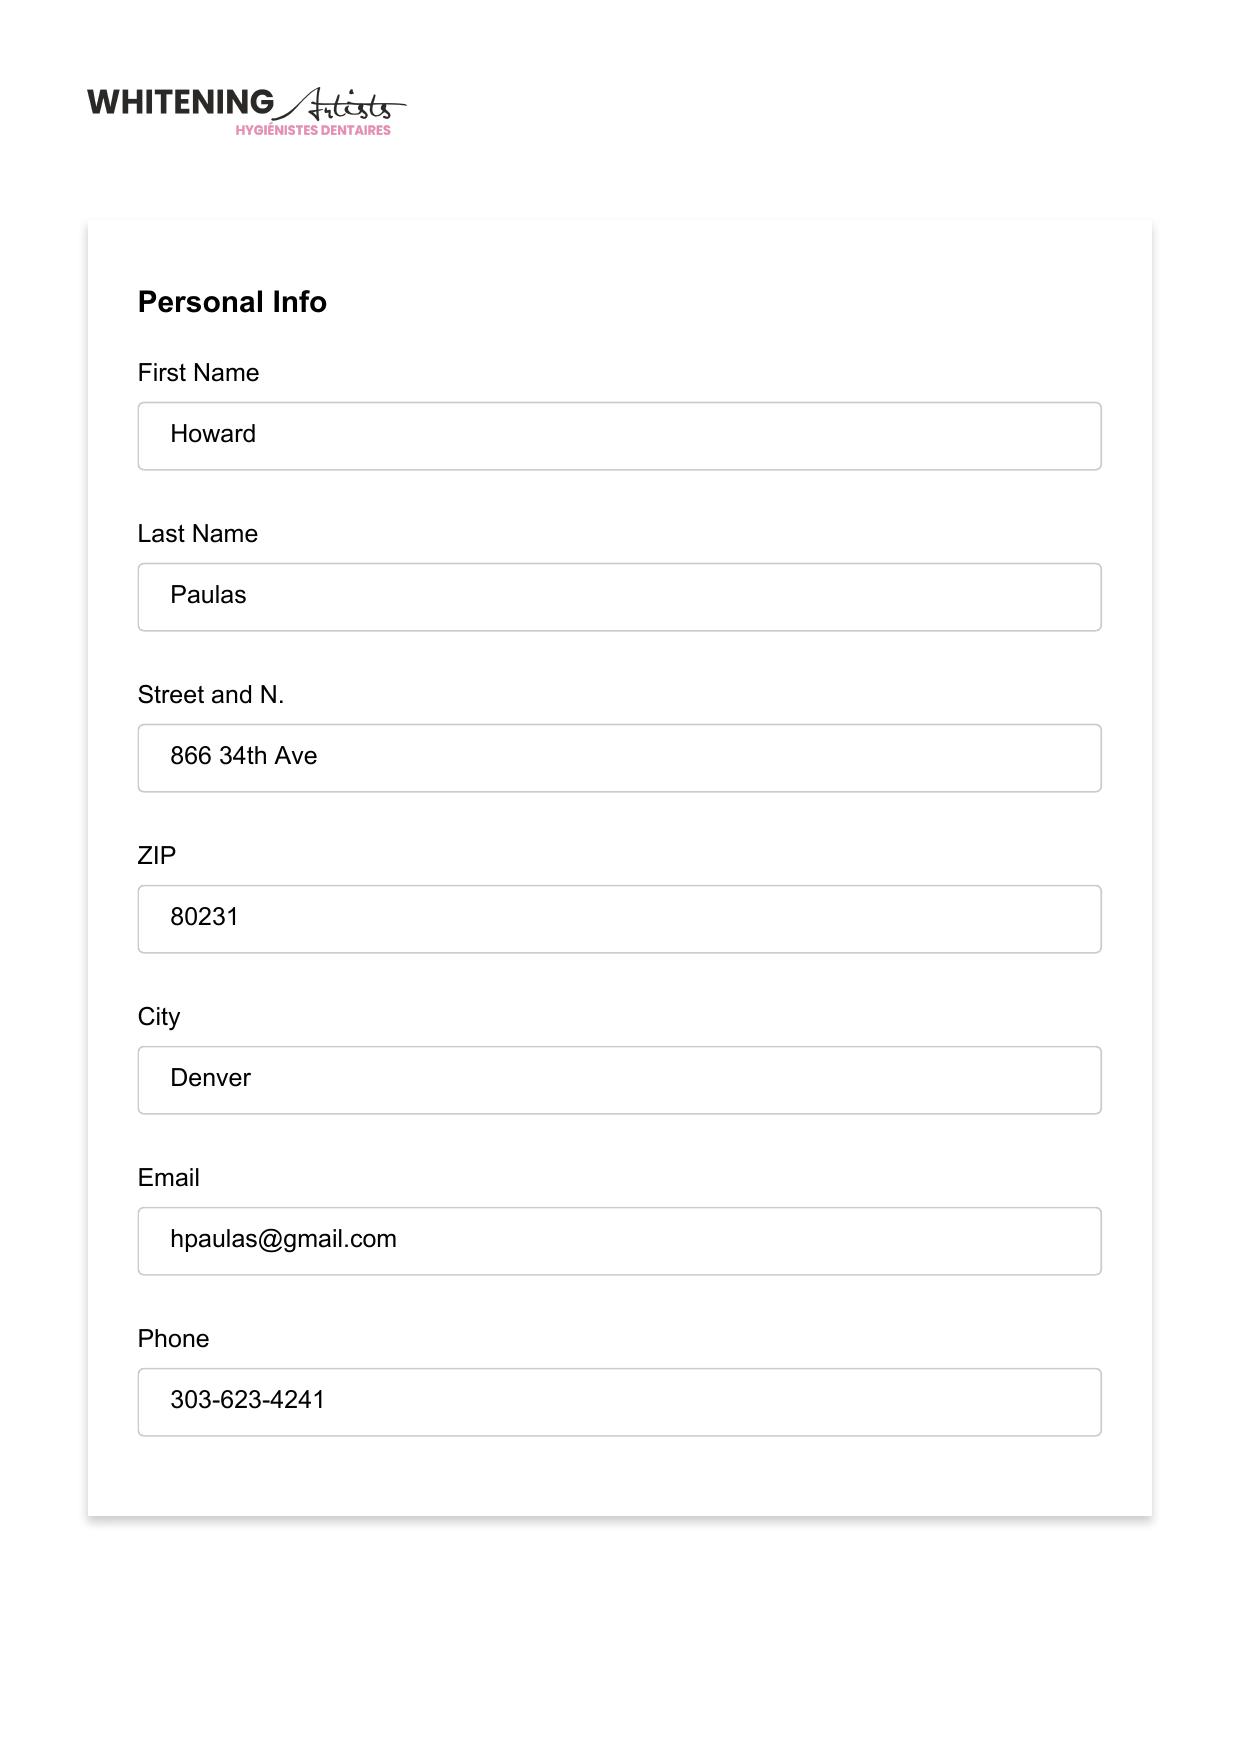 WHITENING Artists
HYGIÉNISTES DENTAIRES
Personal Info
First Name
Howard
Last Name
Paulas
Street and N.
866 34th Ave
ZIP
80231
City
Denver
Email
hpaulas@gmail.com
Phone
303-623-4241